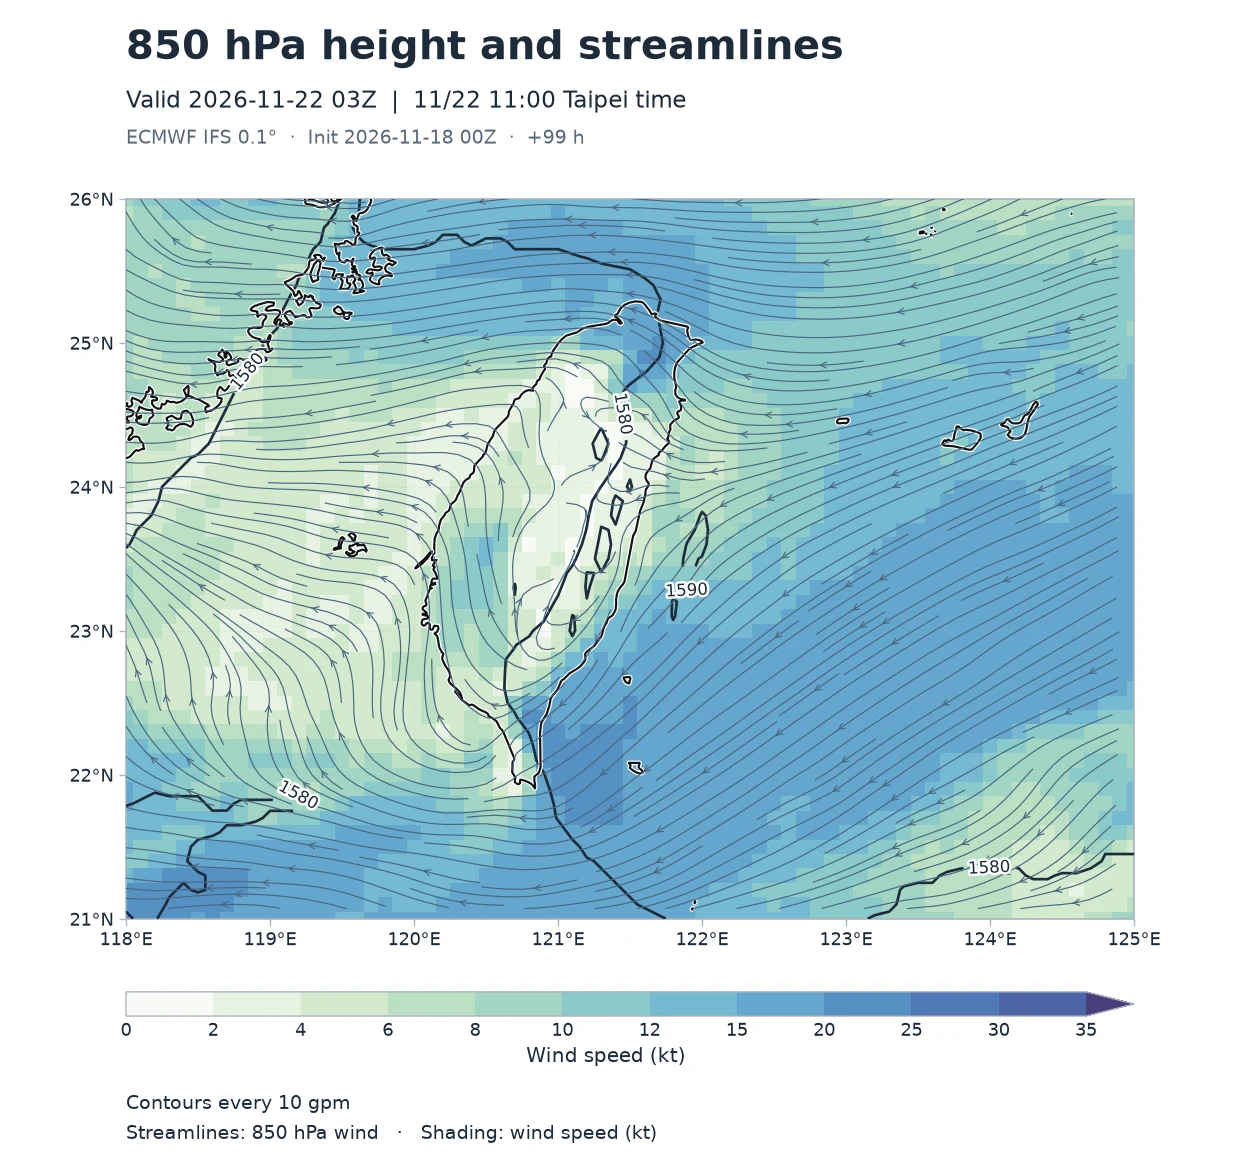 850 hPa height and streamlines
Valid 2026-11-22 03Z | 11/22 11:00 Taipei time
ECMWF IFS 0.1° · Init 2026-11-18 00Z · +99 h
26°N
25°N
1580
1580
24°N
1590
23°N
22°N
1580
1580
21°N
118°E 119°E 120°E 121°E 122°E 123°E 124°E 125°E
0 2 4 6 8 10 12 15 20 25 30 35
Wind speed (kt)
Contours every 10 gpm
Streamlines: 850 hPa wind · Shading: wind speed (kt)